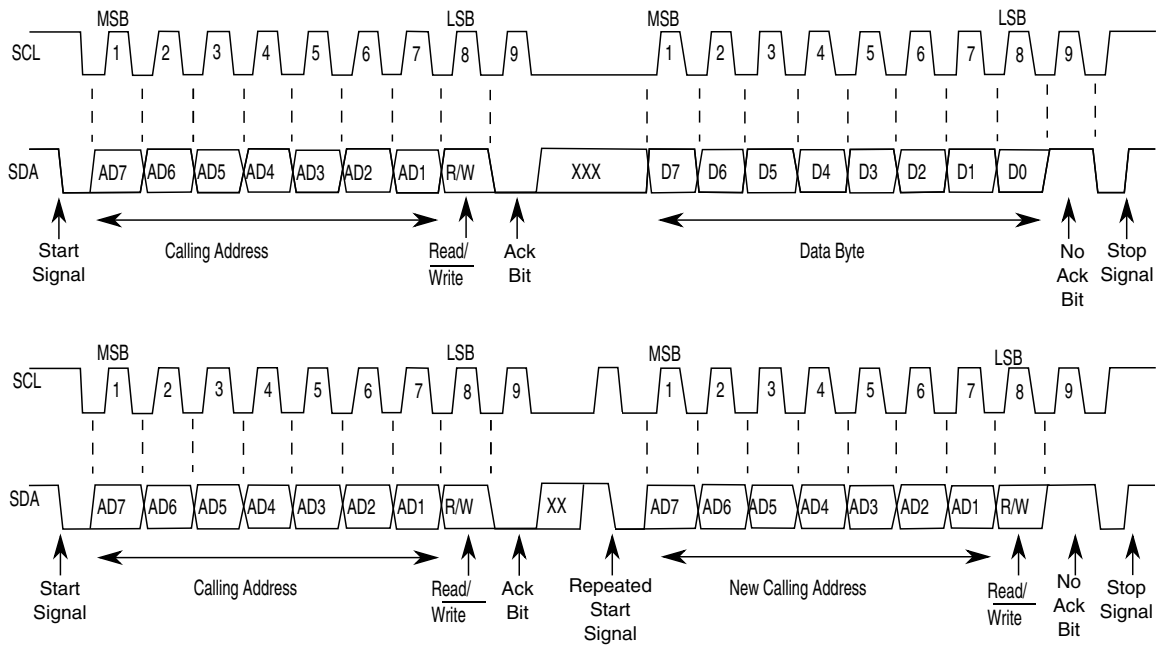 MSB LSB MSB LSB
SCL 1 2 3 4 5 6 7 8 9 1 2 3 4 5 6 7 8 9
SDA AD7 AD6 AD5 AD4 AD3 AD2 AD1 R/W XXX D7 D6 D5 D4 D3 D2 D1 D0
Start Signal
Calling Address
Read/
Write
Ack Bit
Data Byte
No Ack Bit
Stop Signal
MSB LSB MSB LSB
SCL 1 2 3 4 5 6 7 8 9 1 2 3 4 5 6 7 8 9
SDA AD7 AD6 AD5 AD4 AD3 AD2 AD1 R/W XX AD7 AD6 AD5 AD4 AD3 AD2 AD1 R/W
Start Signal
Calling Address
Read/
Write
Ack Bit
Repeated Start Signal
New Calling Address
Read/
Write
No Ack Bit
Stop Signal